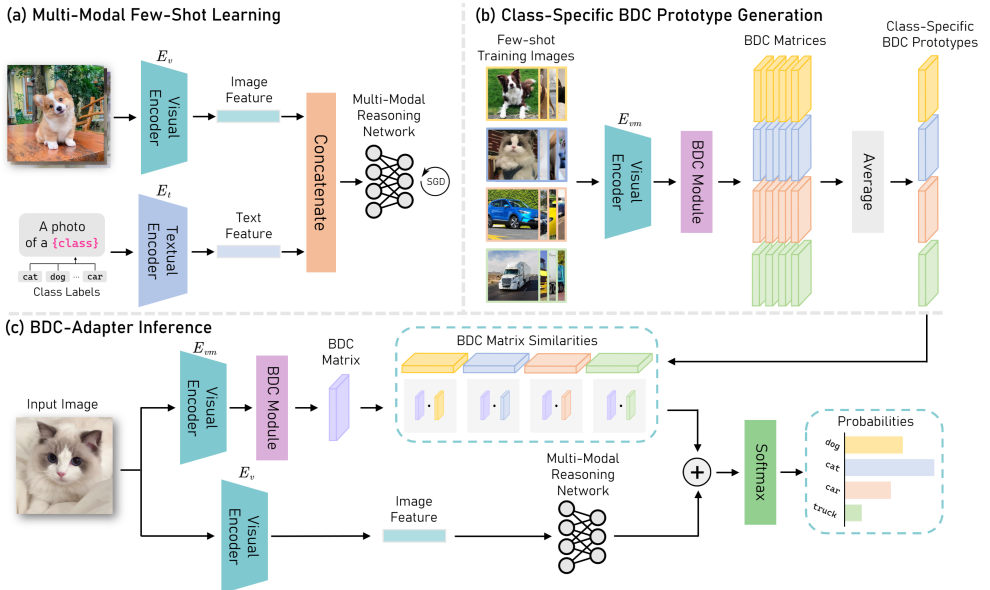 (a) Multi-Modal Few-Shot Learning
E_v
Visual
Encoder
Image
Feature
Multi-Modal
Reasoning
Network
SGD
Concatenate
E_t
Textual
Encoder
Text
Feature
A photo
of a {class}
cat dog ... car
Class Labels
(b) Class-Specific BDC Prototype Generation
Few-shot
Training Images
E_vm
Visual
Encoder
BDC Module
BDC Matrices
Average
Class-Specific
BDC Prototypes
(c) BDC-Adapter Inference
Input Image
E_vm
Visual
Encoder
BDC Module
BDC
Matrix
BDC Matrix Similarities
E_v
Visual
Encoder
Image
Feature
Multi-Modal
Reasoning
Network
+
Softmax
Probabilities
dog
cat
car
truck